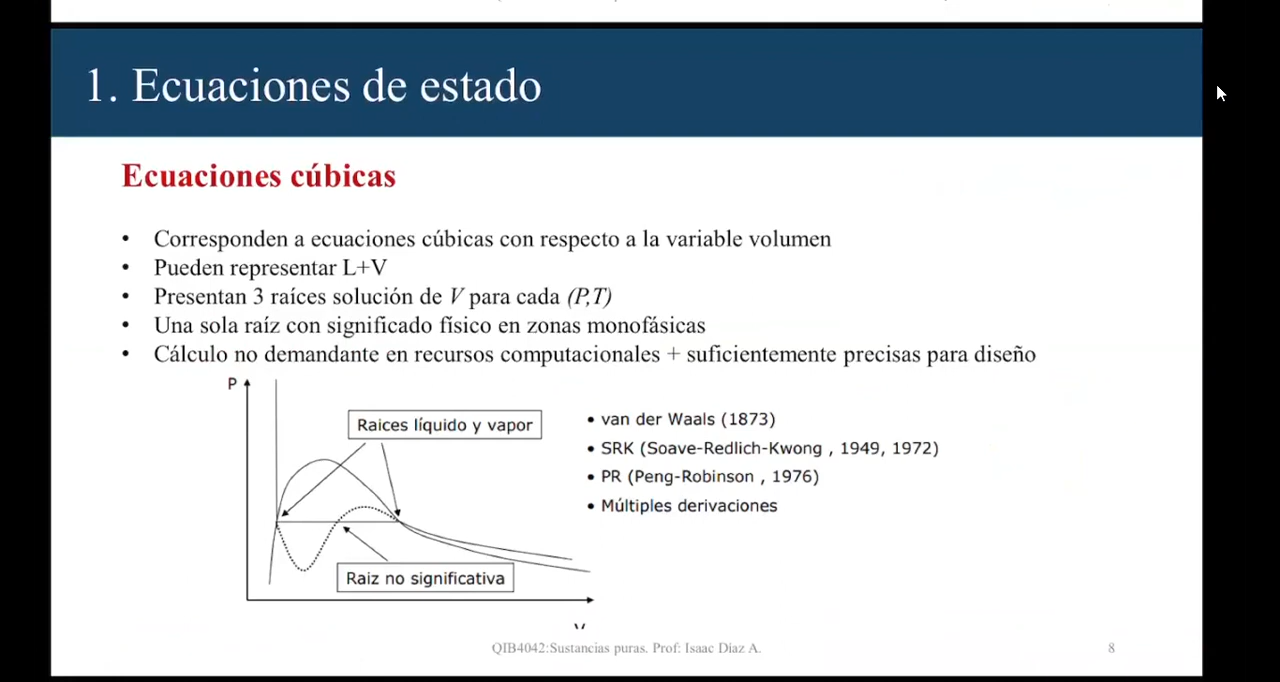 1. Ecuaciones de estado
Ecuaciones cúbicas
• Corresponden a ecuaciones cúbicas con respecto a la variable volumen
• Pueden representar L+V
• Presentan 3 raíces solución de V para cada (P,T)
• Una sola raíz con significado físico en zonas monofásicas
• Cálculo no demandante en recursos computacionales + suficientemente precisas para diseño
P
Raices líquido y vapor
Raiz no significativa
• van der Waals (1873)
• SRK (Soave-Redlich-Kwong , 1949, 1972)
• PR (Peng-Robinson , 1976)
• Múltiples derivaciones
QIB4042:Sustancias puras. Prof: Isaac Díaz A.
8